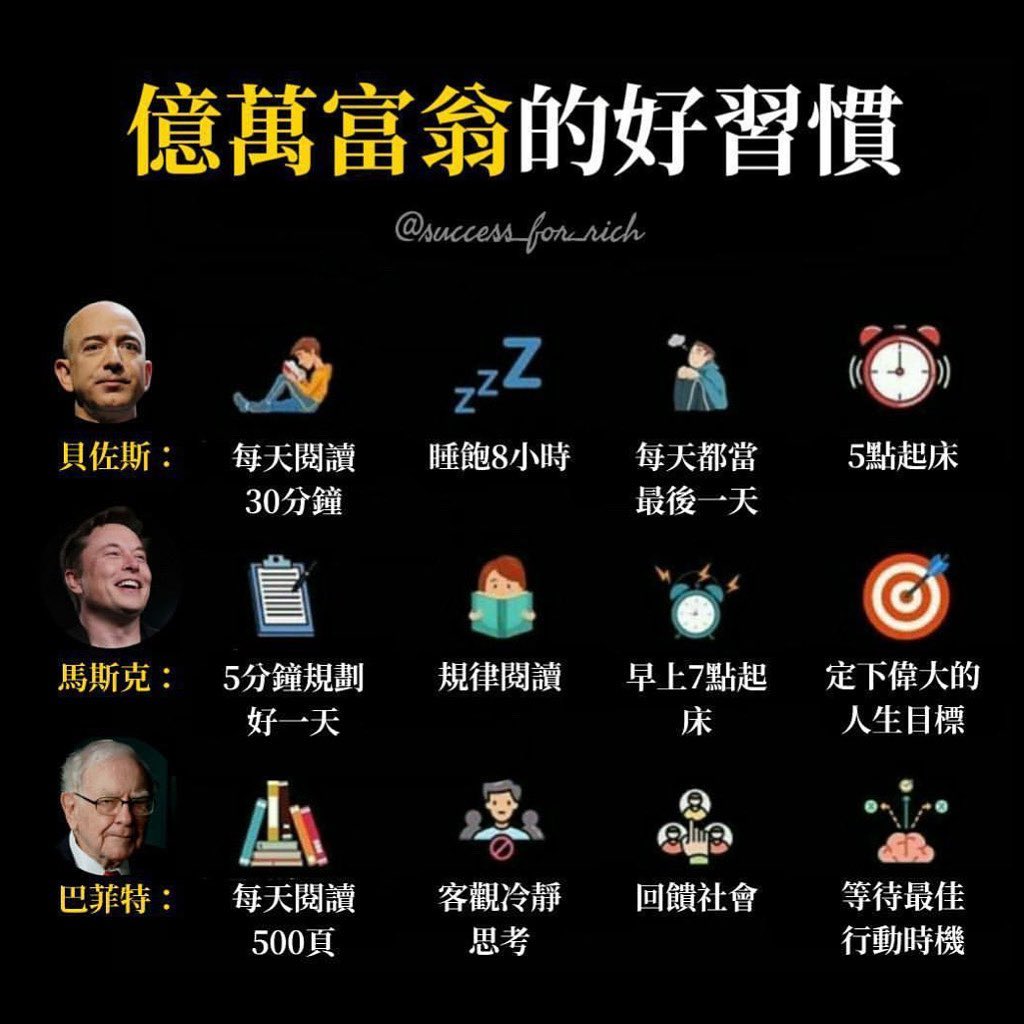 億萬富翁的好習慣
@success_for_rich
貝佐斯：
每天閱讀
30分鐘
睡飽8小時
每天都當
最後一天
5點起床
馬斯克：
5分鐘規劃
好一天
規律閱讀
早上7點起
床
定下偉大的
人生目標
巴菲特：
每天閱讀
500頁
客觀冷靜
思考
回饋社會
等待最佳
行動時機